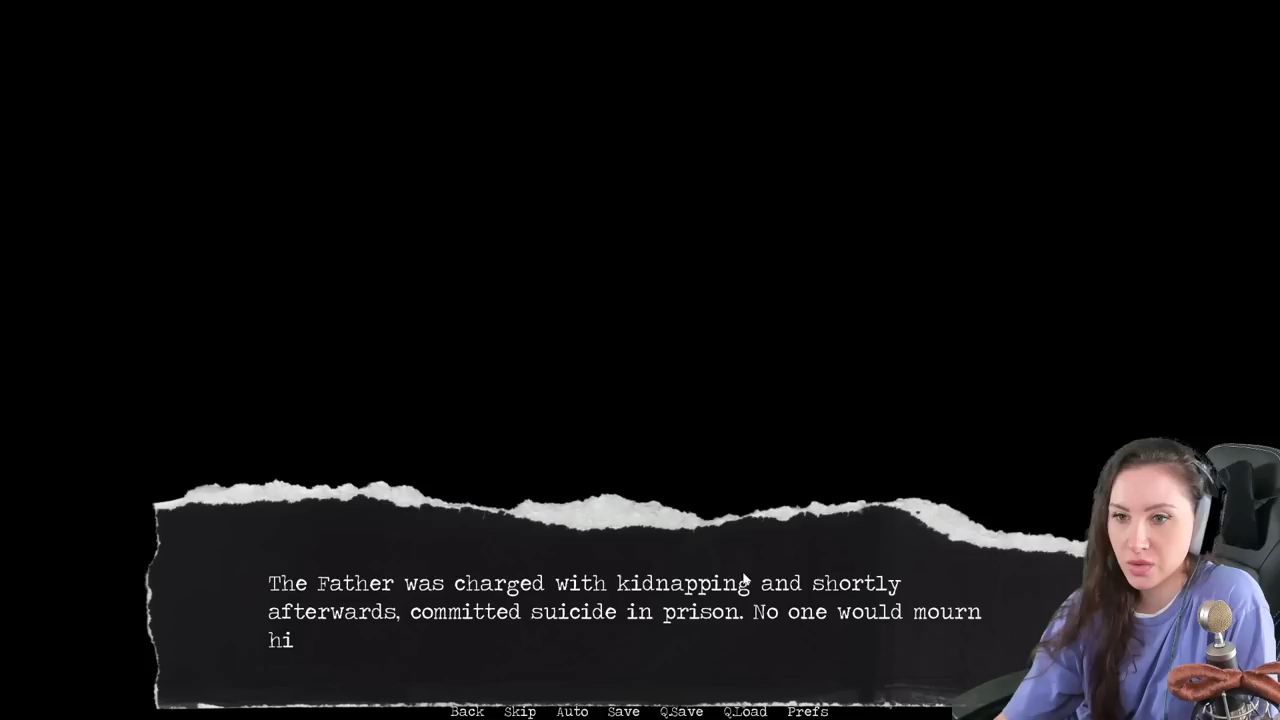 The Father was charged with kidnapping and shortly
afterwards, committed suicide in prison. No one would mourn
hi
Back Skip Auto Save Q.Save Q.Load Prefs